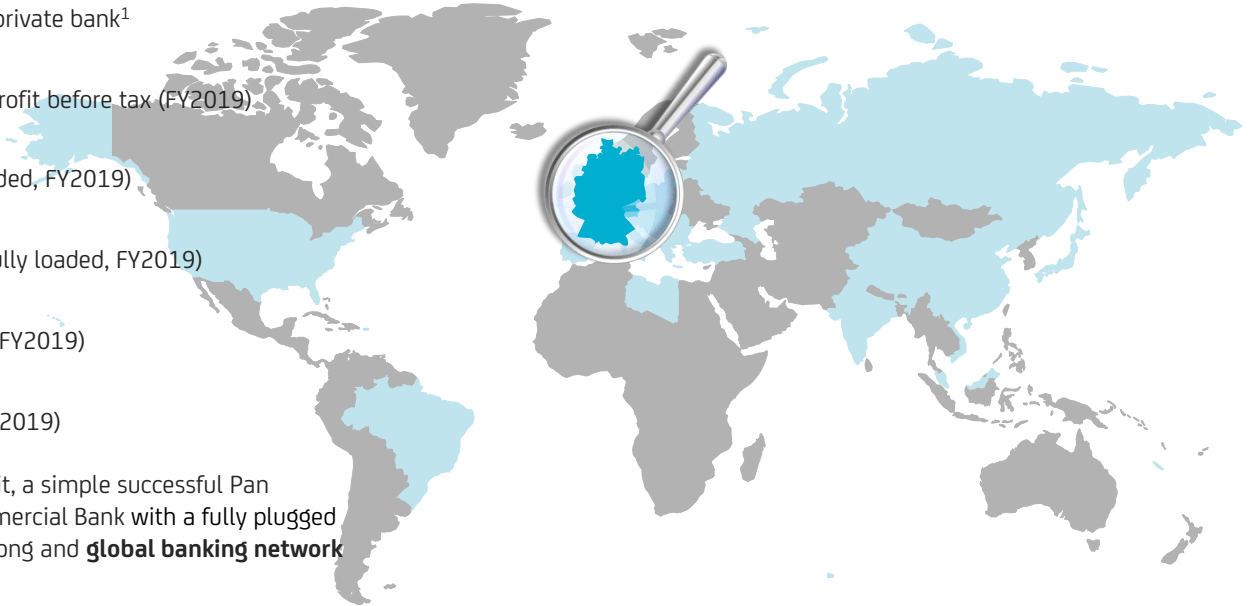 private bank¹
rofit before tax (FY2019)
ded, FY2019)
ully loaded, FY2019)
FY2019)
2019)
it, a simple successful Pan
mercial Bank with a fully plugged
ong and global banking network